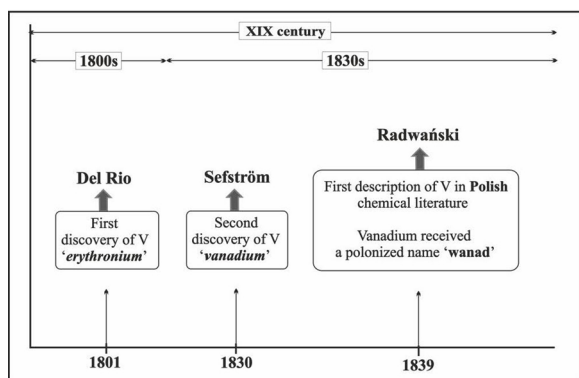 XIX century
1800s
1830s
Radwański
Del Rio
Sefström
First description of V in Polish
chemical literature
Vanadium received
a polonized name ‘wanad’
First
discovery of V
‘erythronium’
Second
discovery of V
‘vanadium’
1801
1830
1839